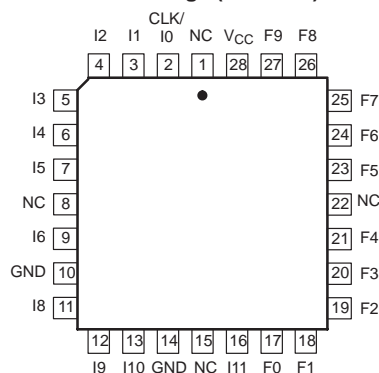 CLK/
I2 I1 I0 NC VCC F9 F8
4 3 2 1 28 27 26
I3 5 25 F7
I4 6 24 F6
I5 7 23 F5
NC 8 22 NC
I6 9 21 F4
GND 10 20 F3
I8 11 19 F2
12 13 14 15 16 17 18
I9 I10 GND NC I11 F0 F1